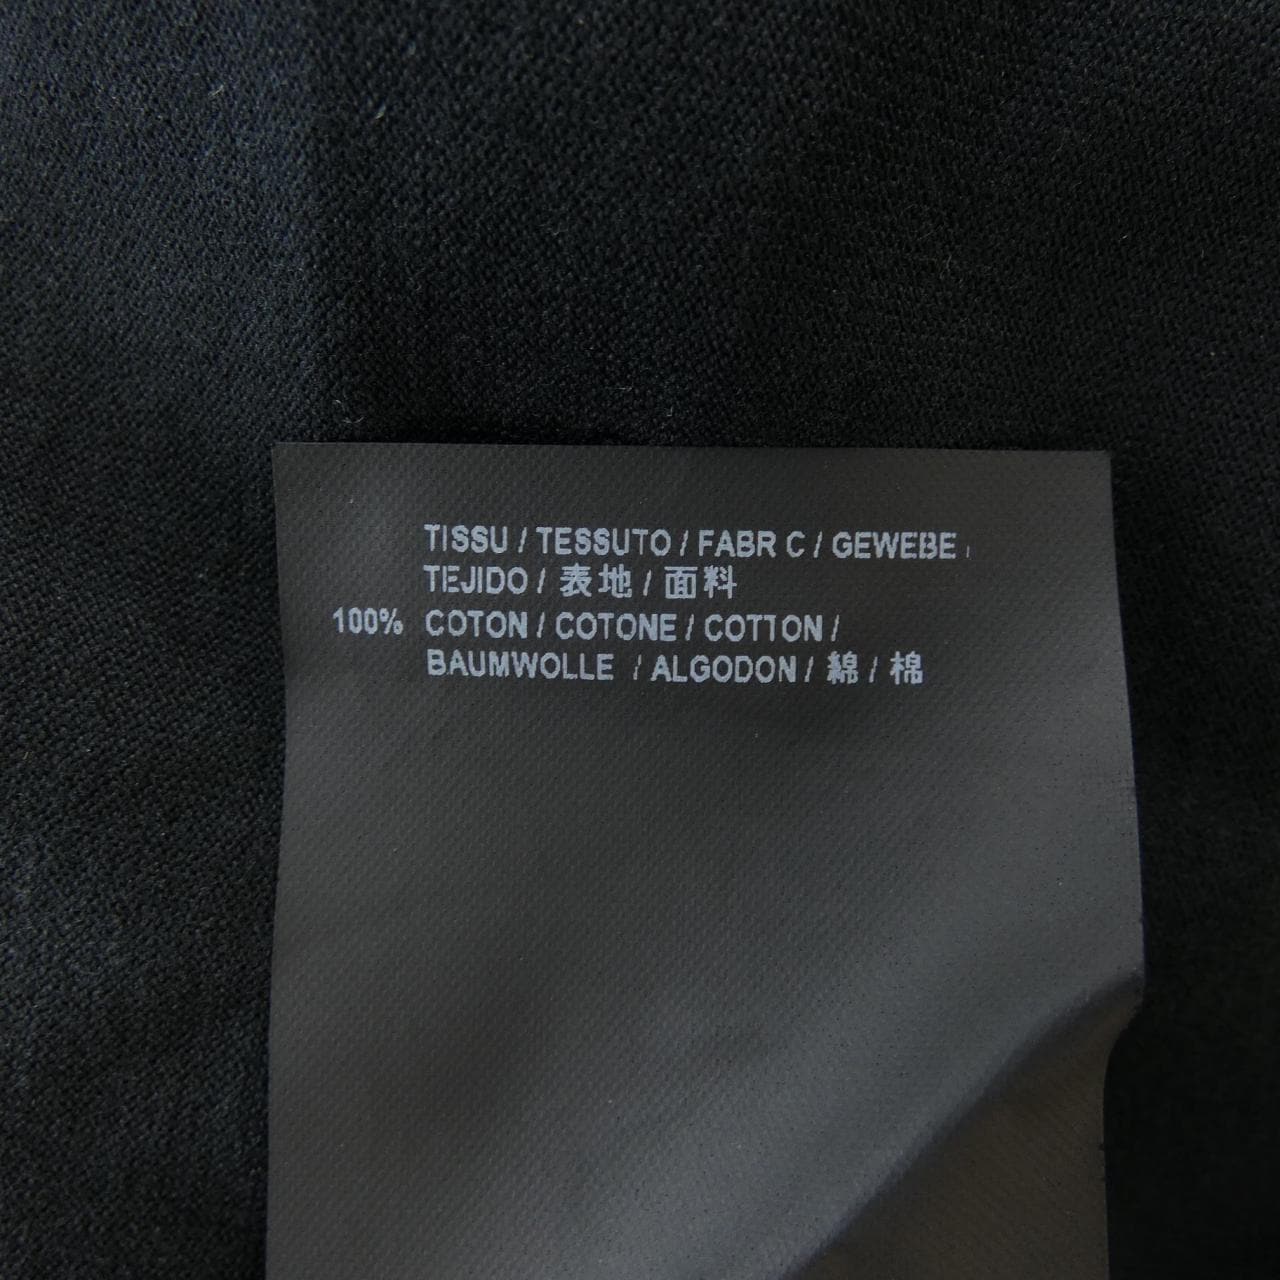 TISSU / TESSUTO / FABR C / GEWEBE /
TEJIDO / 表地 / 面料
100% COTON / COTONE / COTTON /
BAUMWOLLE / ALGODON / 綿 / 棉